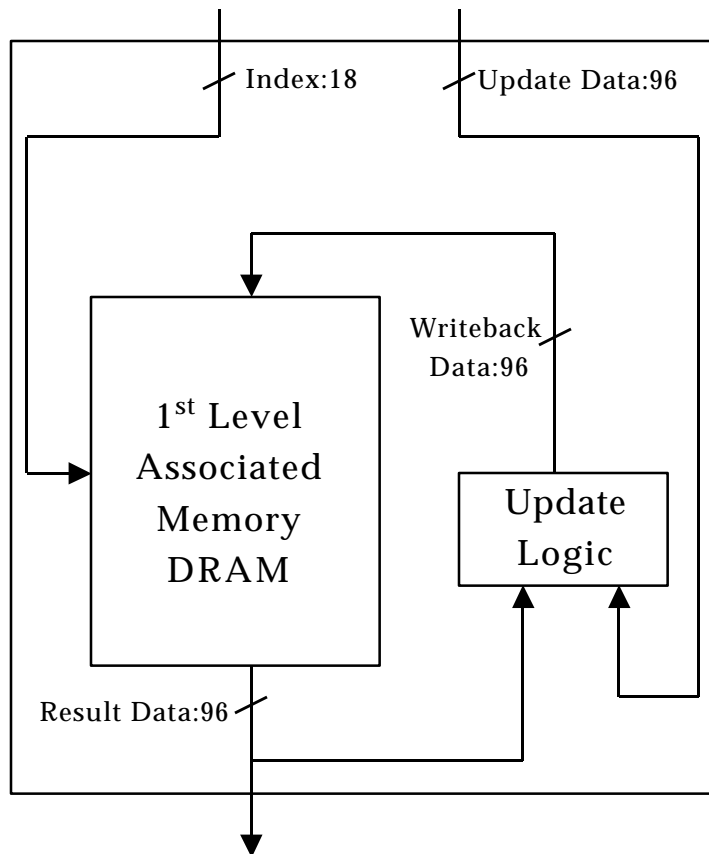 Index:18
Update Data:96
Writeback
Data:96
1st Level
Associated
Memory
DRAM
Update
Logic
Result Data:96